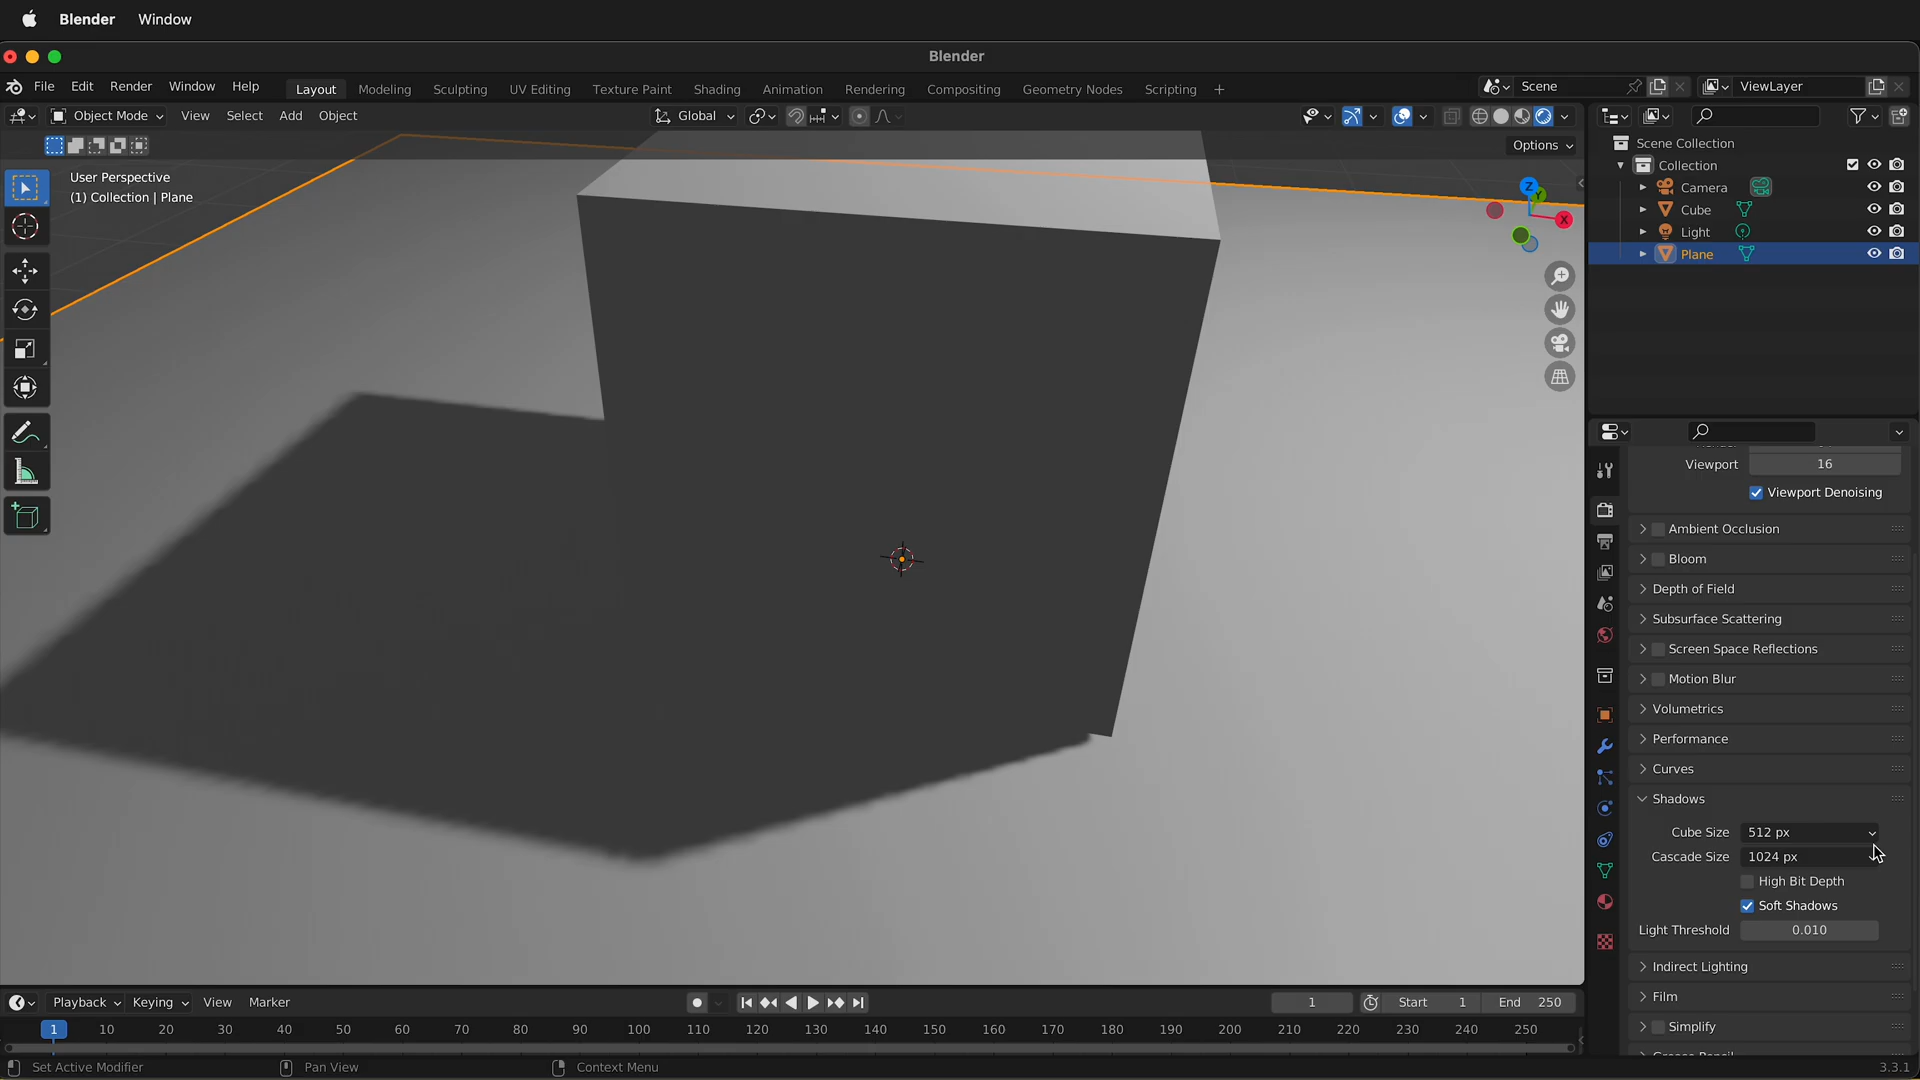 Blender Window
Blender
File Edit Render Window Help Layout Modeling Sculpting UV Editing Texture Paint Shading Animation Rendering Compositing Geometry Nodes Scripting + Scene ViewLayer
Object Mode View Select Add Object Global
Options
User Perspective
(1) Collection | Plane
Z
Y
X
Scene Collection
Collection
Camera
Cube
Light
Plane
Viewport 16
Viewport Denoising
Ambient Occlusion
Bloom
Depth of Field
Subsurface Scattering
Screen Space Reflections
Motion Blur
Volumetrics
Performance
Curves
Shadows
Cube Size 512 px
Cascade Size 1024 px
High Bit Depth
Soft Shadows
Light Threshold 0.010
Indirect Lighting
Film
Simplify
Playback Keying View Marker 1 Start 1 End 250
1 10 20 30 40 50 60 70 80 90 100 110 120 130 140 150 160 170 180 190 200 210 220 230 240 250
Set Active Modifier Pan View Context Menu 3.3.1